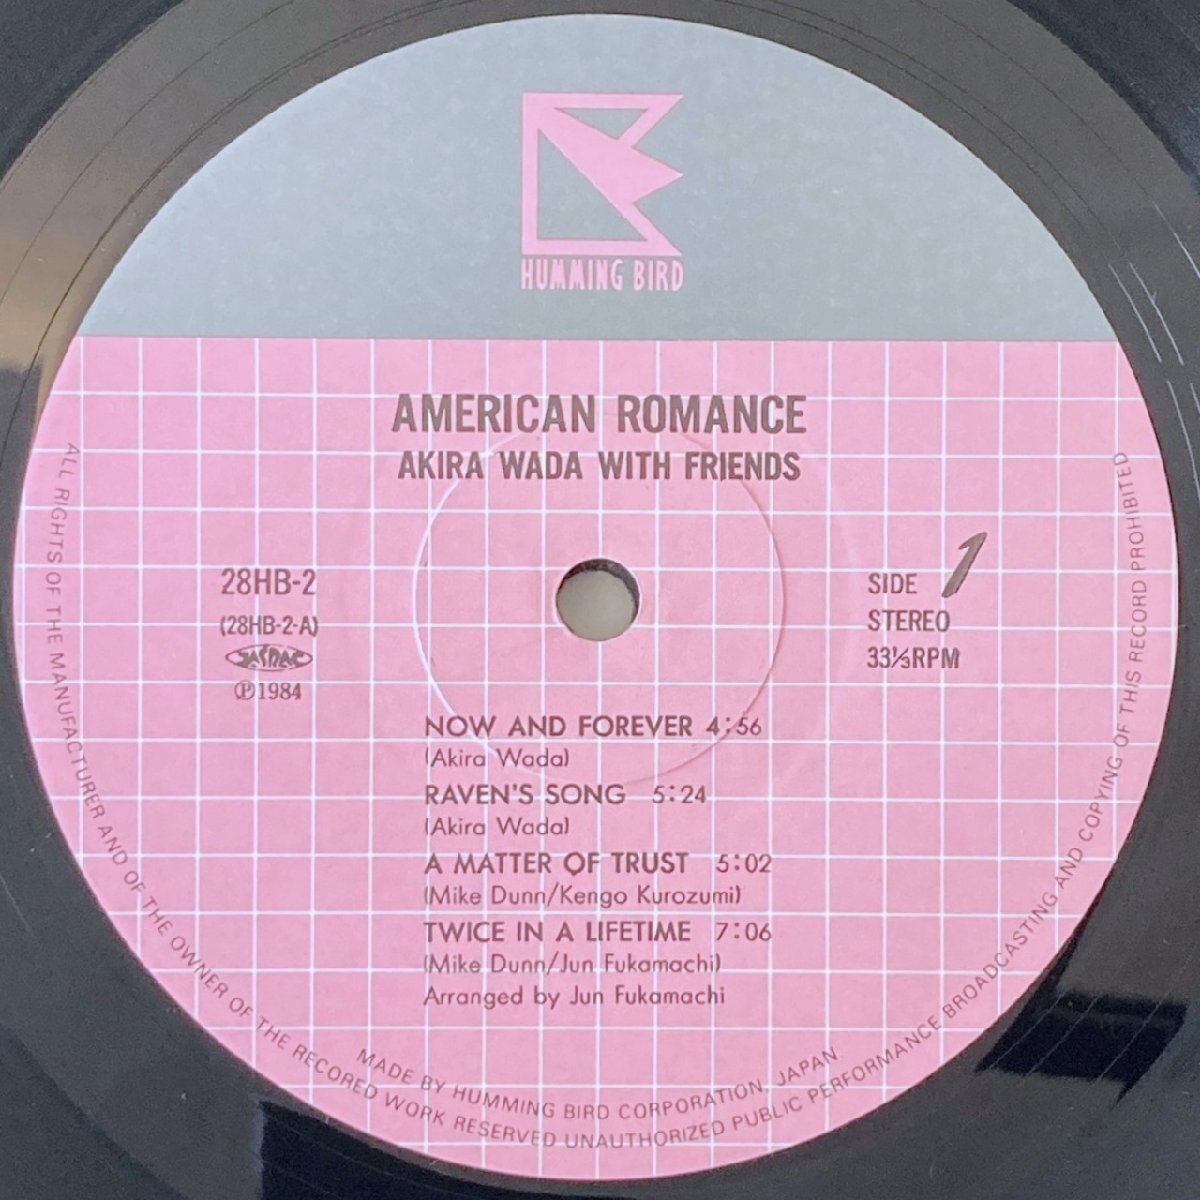 HUMMING BIRD
AMERICAN ROMANCE
AKIRA WADA WITH FRIENDS
28HB-2
(28HB-2-A)
JASRAC
Ⓟ1984
SIDE 1
STEREO
33⅓RPM
NOW AND FOREVER 4:56
(Akira Wada)
RAVEN'S SONG 5:24
(Akira Wada)
A MATTER OF TRUST 5:02
(Mike Dunn/Kengo Kurozumi)
TWICE IN A LIFETIME 7:06
(Mike Dunn/Jun Fukamachi)
Arranged by Jun Fukamachi
MADE BY HUMMING BIRD CORPORATION, JAPAN
ALL RIGHTS OF THE MANUFACTURER AND OF THE OWNER OF THE RECORED WORK RESERVED UNAUTHORIZED PUBLIC PERFORMANCE BROADCASTING AND COPYING OF THIS RECORD PROHIBITED